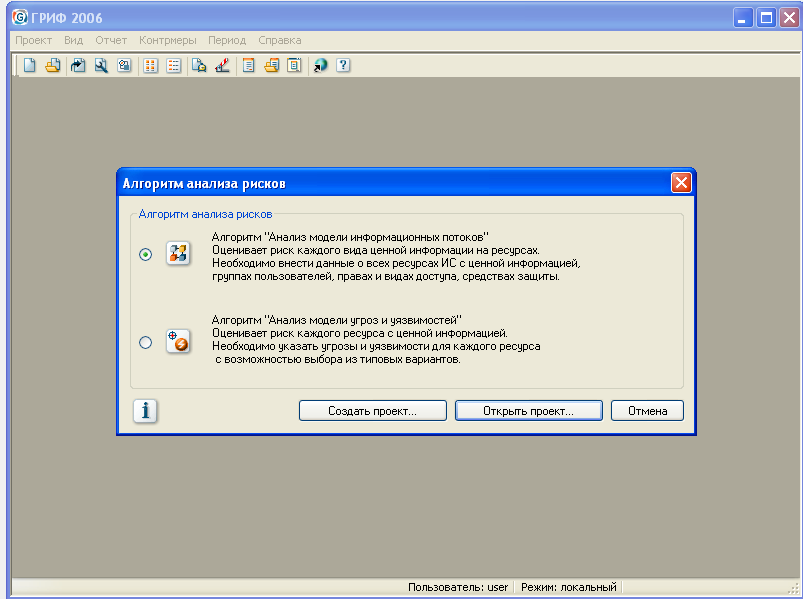 ГРИФ 2006
Проект Вид Отчет Контрмеры Период Справка
Алгоритм анализа рисков
Алгоритм анализа рисков
Алгоритм "Анализ модели информационных потоков"
Оценивает риск каждого вида ценной информации на ресурсах.
Необходимо внести данные о всех ресурсах ИС с ценной информацией,
группах пользователей, правах и видах доступа, средствах защиты.
Алгоритм "Анализ модели угроз и уязвимостей"
Оценивает риск каждого ресурса с ценной информацией.
Необходимо указать угрозы и уязвимости для каждого ресурса
с возможностью выбора из типовых вариантов.
Создать проект... Открыть проект... Отмена
Пользователь: user Режим: локальный